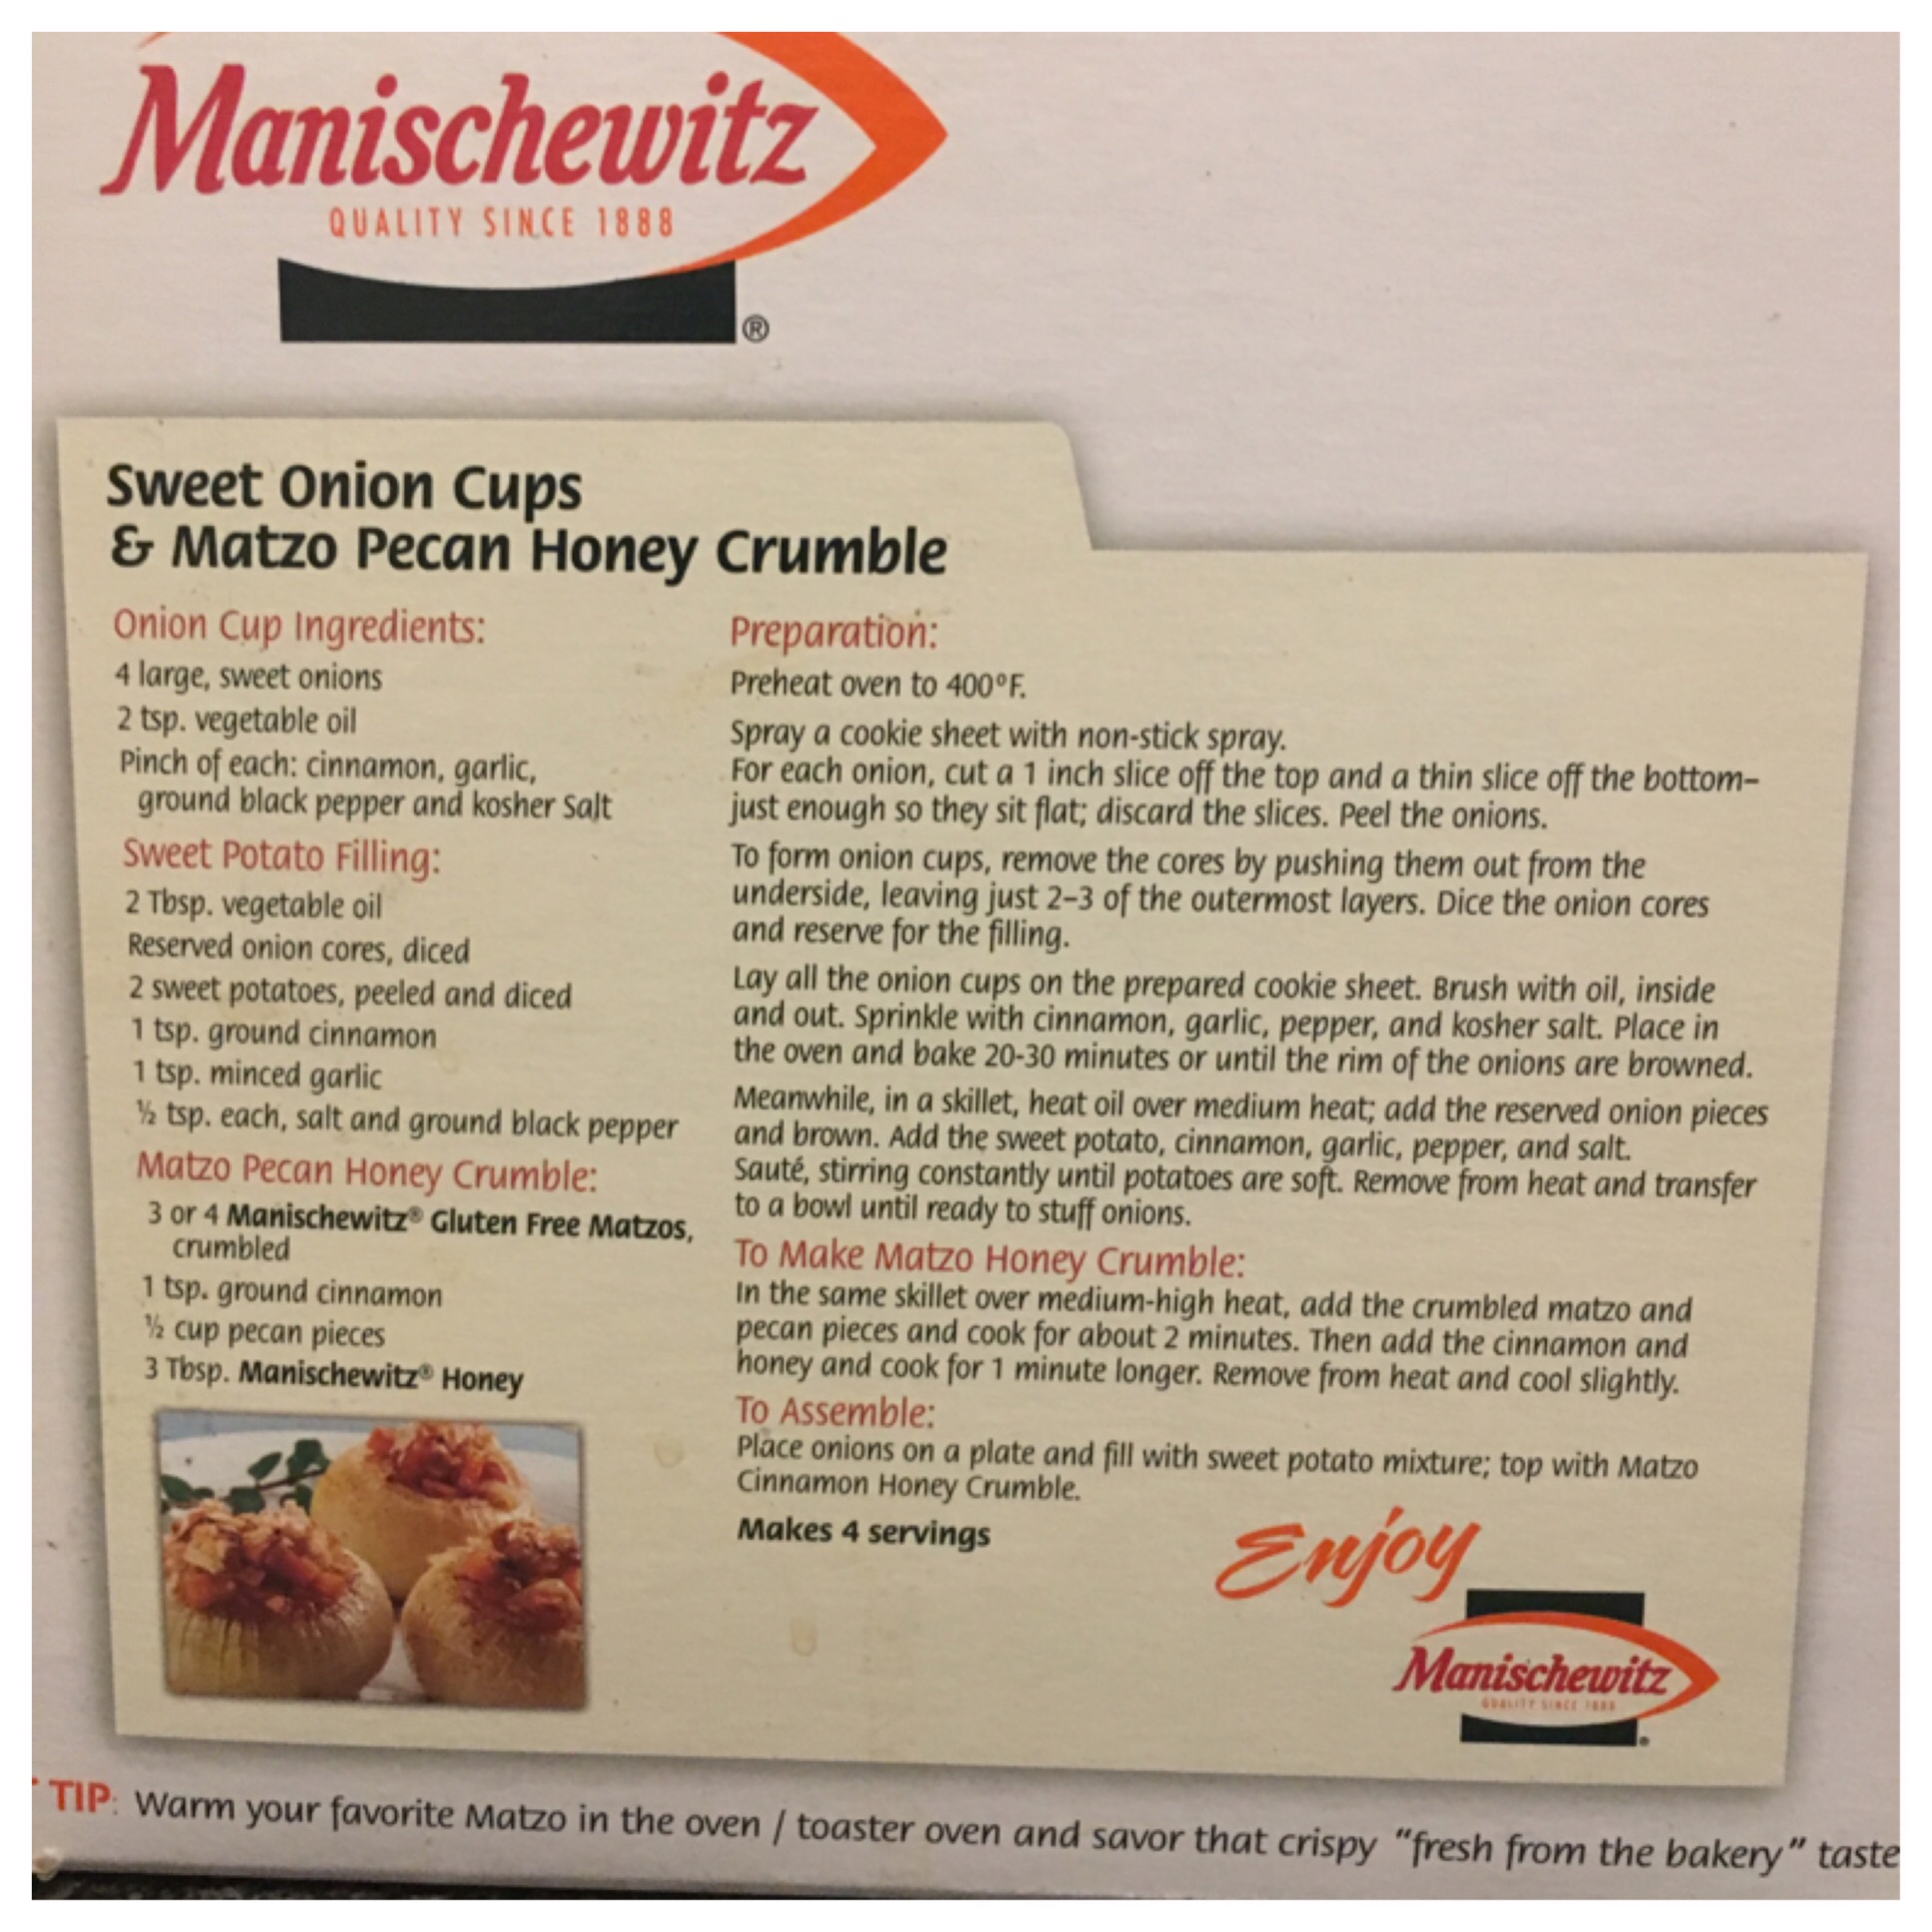 Manischewitz
QUALITY SINCE 1888
®
Sweet Onion Cups
& Matzo Pecan Honey Crumble
Onion Cup Ingredients:
4 large, sweet onions
2 tsp. vegetable oil
Pinch of each: cinnamon, garlic,
ground black pepper and kosher Salt
Sweet Potato Filling:
2 Tbsp. vegetable oil
Reserved onion cores, diced
2 sweet potatoes, peeled and diced
1 tsp. ground cinnamon
1 tsp. minced garlic
½ tsp. each, salt and ground black pepper
Matzo Pecan Honey Crumble:
3 or 4 Manischewitz® Gluten Free Matzos,
crumbled
1 tsp. ground cinnamon
½ cup pecan pieces
3 Tbsp. Manischewitz® Honey
Preparation:
Preheat oven to 400°F.
Spray a cookie sheet with non-stick spray.
For each onion, cut a 1 inch slice off the top and a thin slice off the bottom–
just enough so they sit flat; discard the slices. Peel the onions.
To form onion cups, remove the cores by pushing them out from the
underside, leaving just 2–3 of the outermost layers. Dice the onion cores
and reserve for the filling.
Lay all the onion cups on the prepared cookie sheet. Brush with oil, inside
and out. Sprinkle with cinnamon, garlic, pepper, and kosher salt. Place in
the oven and bake 20-30 minutes or until the rim of the onions are browned.
Meanwhile, in a skillet, heat oil over medium heat; add the reserved onion pieces
and brown. Add the sweet potato, cinnamon, garlic, pepper, and salt.
Sauté, stirring constantly until potatoes are soft. Remove from heat and transfer
to a bowl until ready to stuff onions.
To Make Matzo Honey Crumble:
In the same skillet over medium-high heat, add the crumbled matzo and
pecan pieces and cook for about 2 minutes. Then add the cinnamon and
honey and cook for 1 minute longer. Remove from heat and cool slightly.
To Assemble:
Place onions on a plate and fill with sweet potato mixture; top with Matzo
Cinnamon Honey Crumble.
Makes 4 servings
Enjoy
Manischewitz
QUALITY SINCE 1888
TIP: Warm your favorite Matzo in the oven / toaster oven and savor that crispy "fresh from the bakery" taste